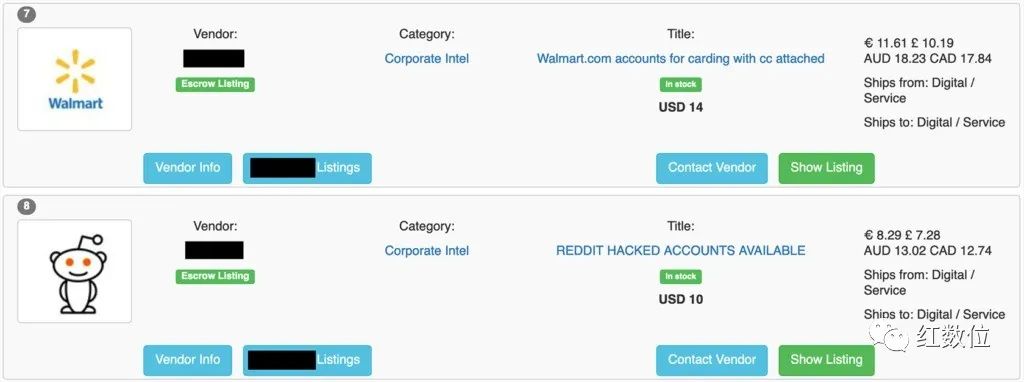 7
Vendor:
Category:
Title:
€ 11.61 £ 10.19
AUD 18.23 CAD 17.84
Walmart
Escrow Listing
Corporate Intel
Walmart.com accounts for carding with cc attached
In stock
USD 14
Ships from: Digital /
Service
Ships to: Digital / Service
Vendor Info
Listings
Contact Vendor
Show Listing
8
Vendor:
Category:
Title:
€ 8.29 £ 7.28
AUD 13.02 CAD 12.74
Escrow Listing
Corporate Intel
REDDIT HACKED ACCOUNTS AVAILABLE
In stock
USD 10
Ships from: Digital /
Service
Ships to: Digital / Service
Vendor Info
Listings
Contact Vendor
Show Listing
红数位